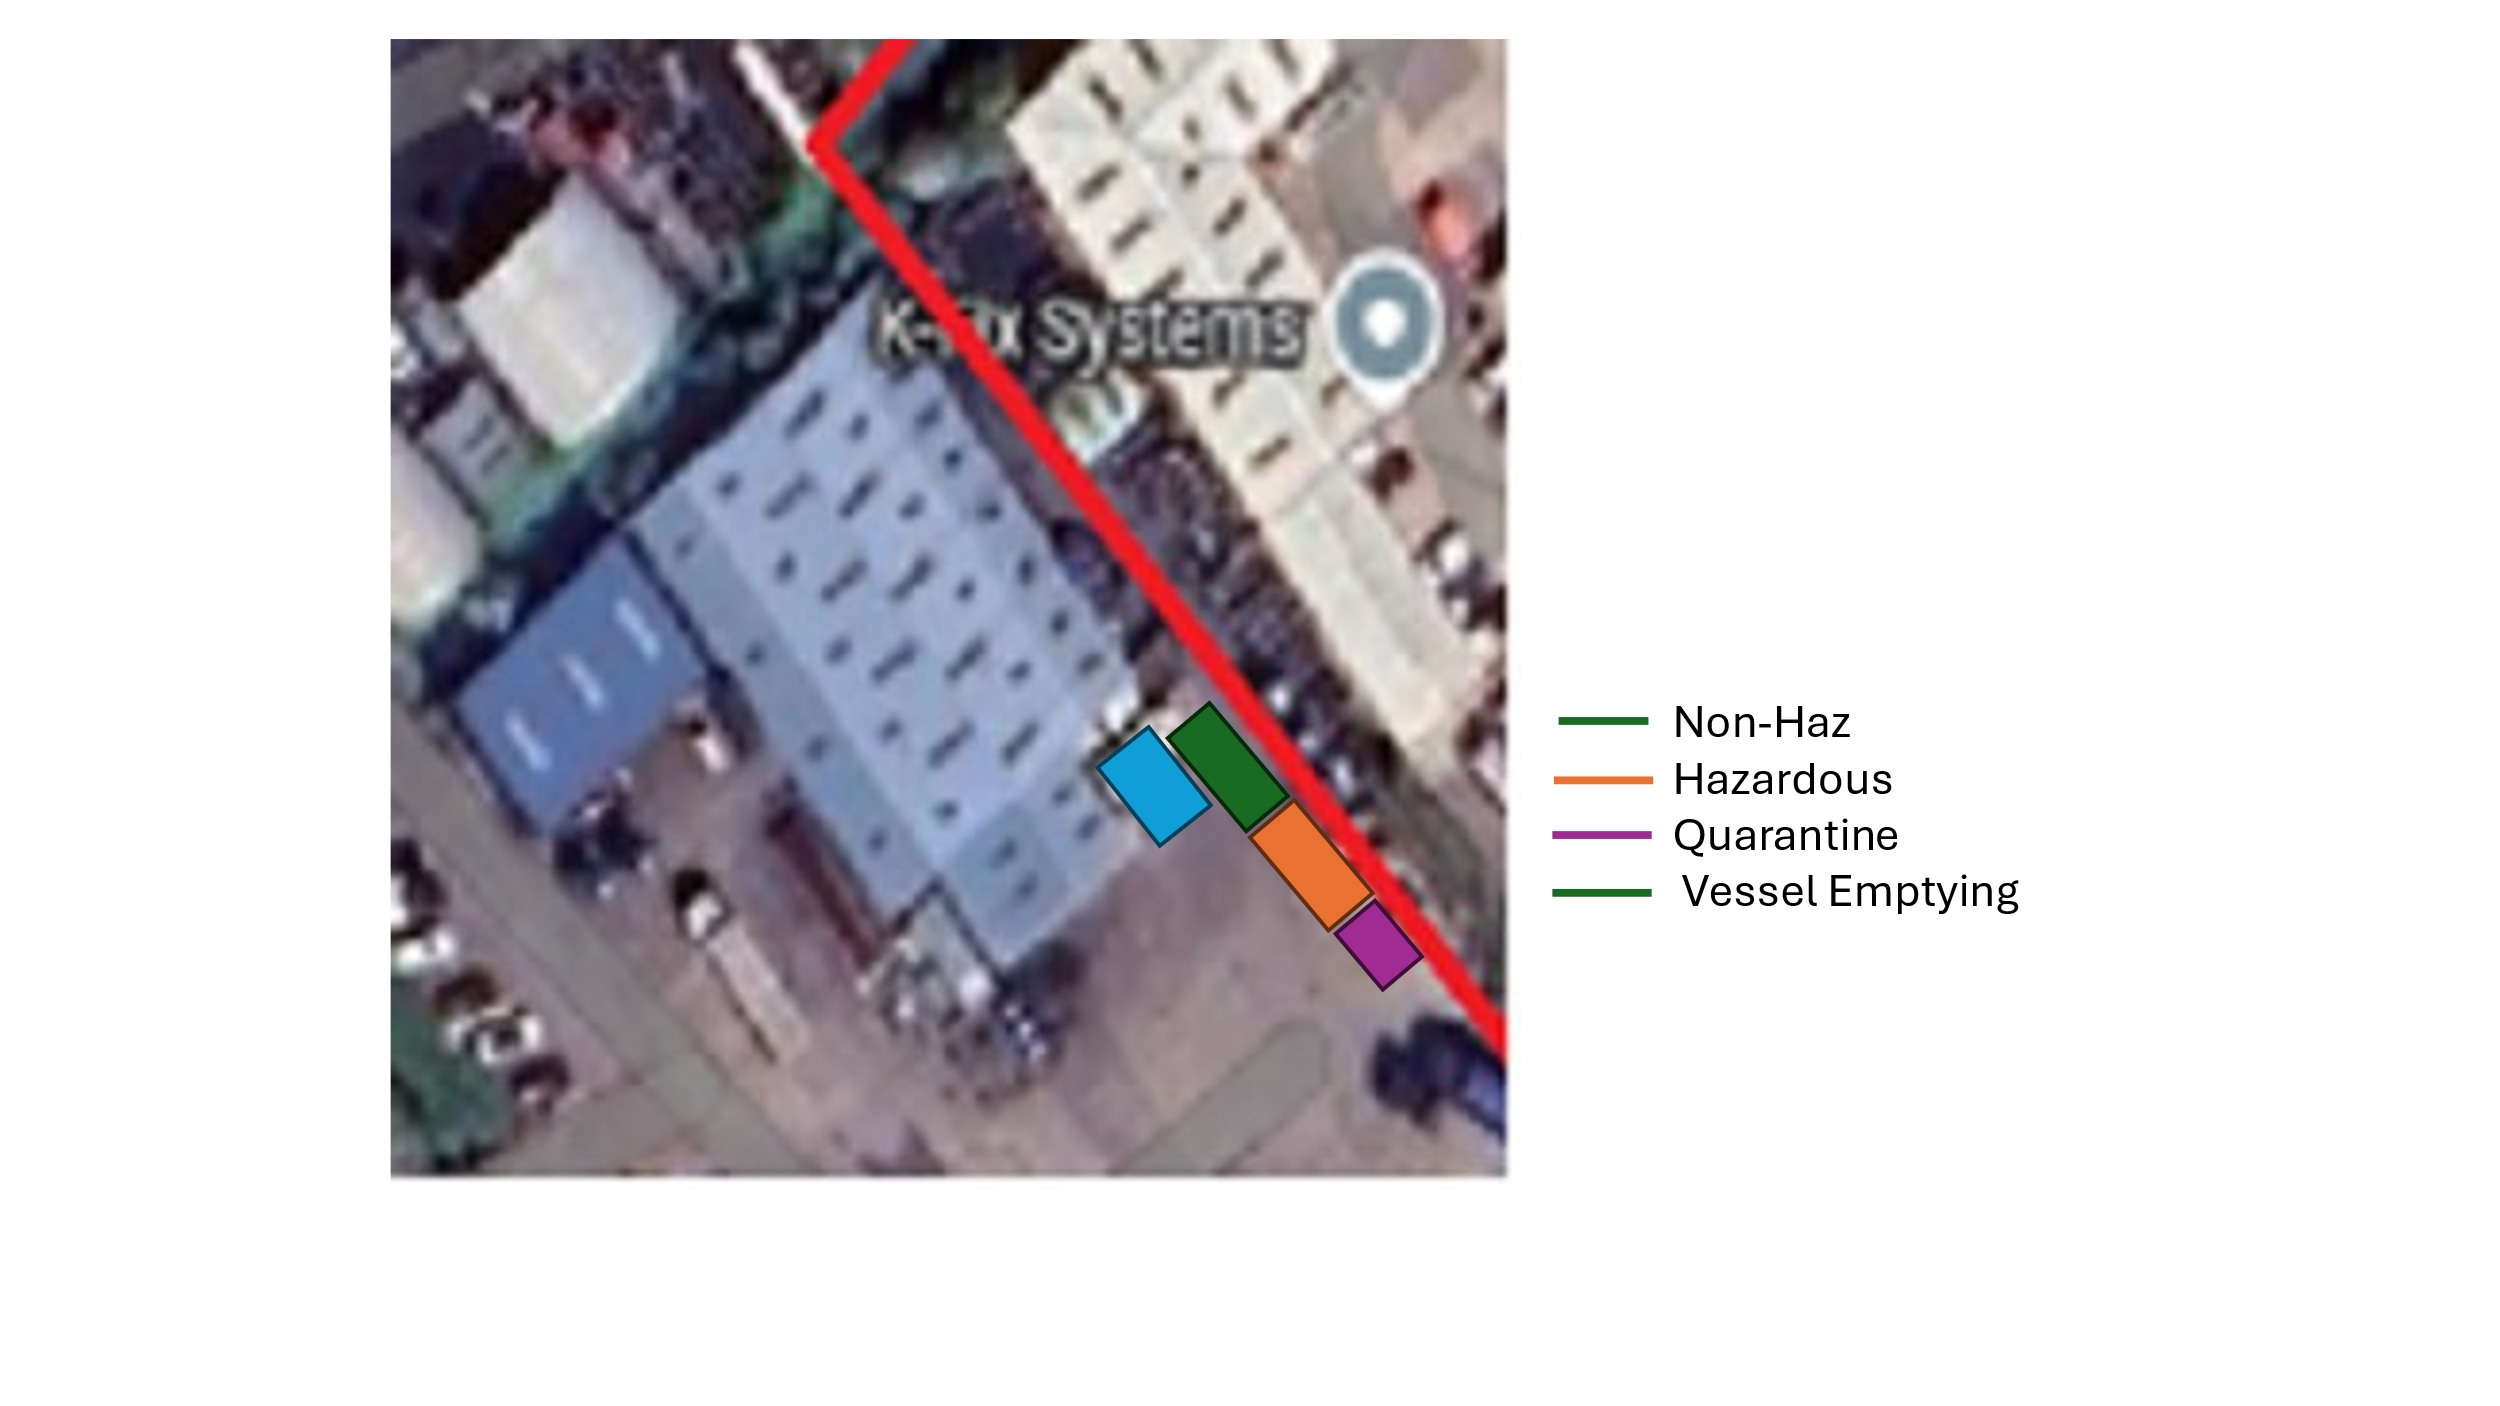 Systems
Non-Haz
Hazardous
Quarantine
Vessel Emptying